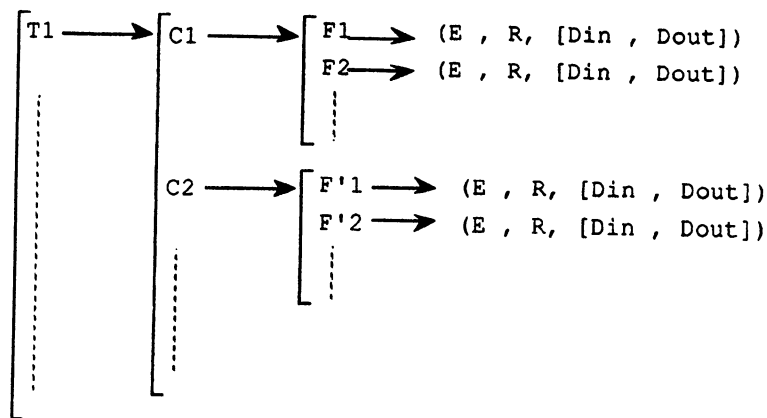 T1 C1 F1 (E , R, [Din , Dout])
F2 (E , R, [Din , Dout])
C2 F'1 (E , R, [Din , Dout])
F'2 (E , R, [Din , Dout])